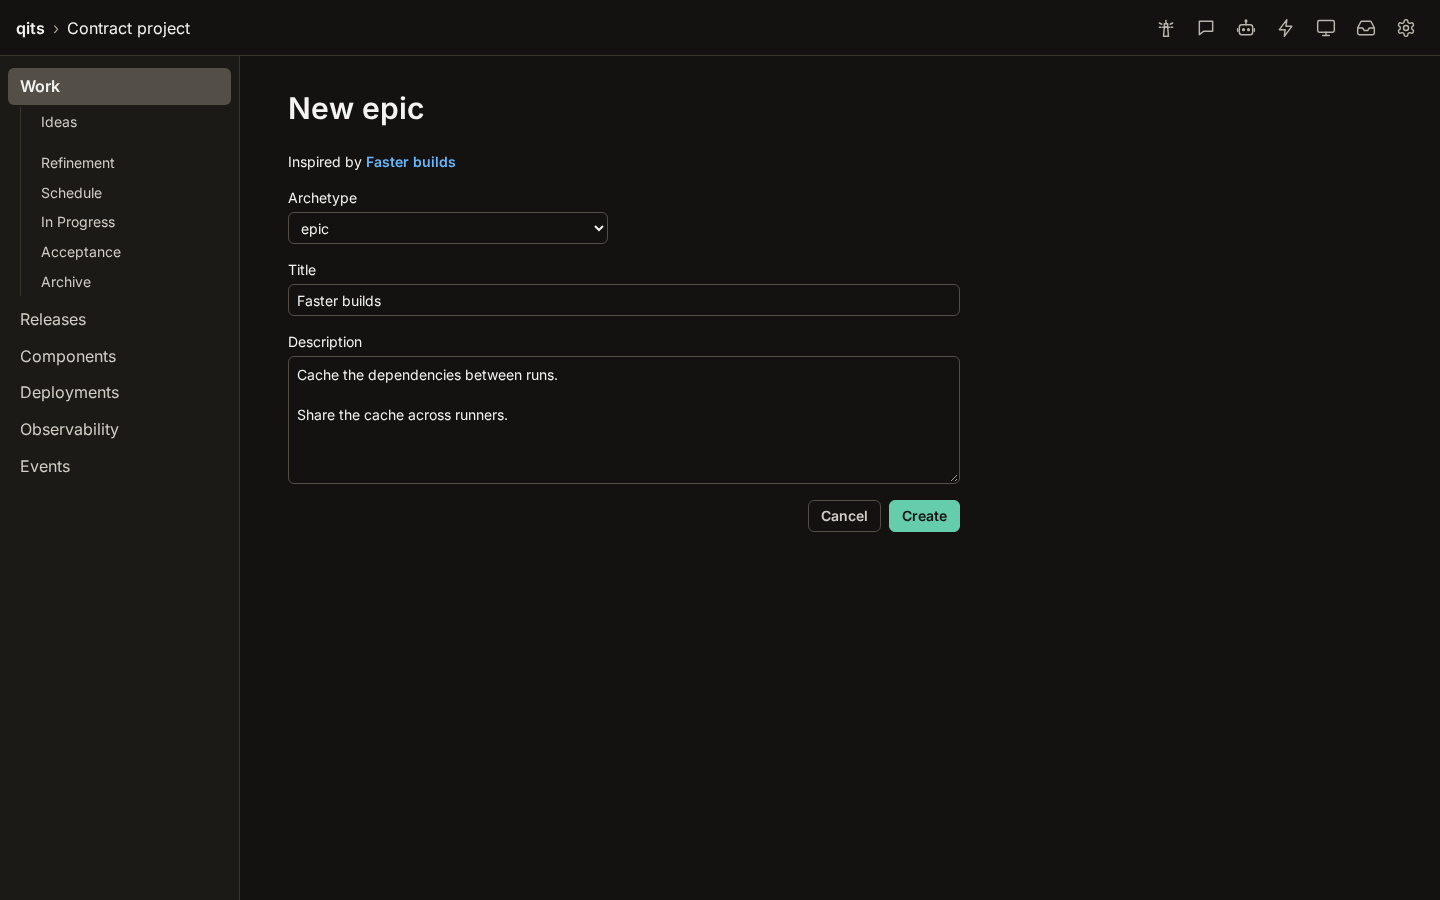 qits › Contract project
Work
Ideas
Refinement
Schedule
In Progress
Acceptance
Archive
Releases
Components
Deployments
Observability
Events
New epic
Inspired by Faster builds
Archetype
epic
Title
Faster builds
Description
Cache the dependencies between runs.
Share the cache across runners.
Cancel
Create